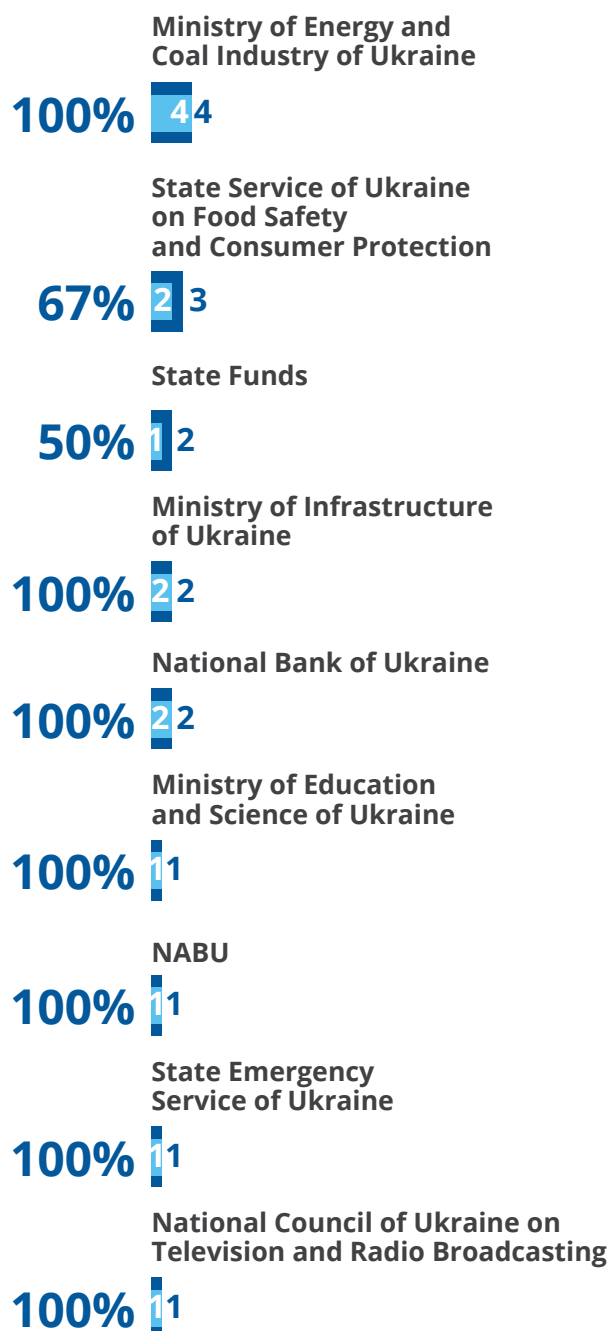 Ministry of Energy and
Coal Industry of Ukraine
100% 4 4
State Service of Ukraine
on Food Safety
and Consumer Protection
67% 2 3
State Funds
50% 1 2
Ministry of Infrastructure
of Ukraine
100% 2 2
National Bank of Ukraine
100% 2 2
Ministry of Education
and Science of Ukraine
100% 1 1
NABU
100% 1 1
State Emergency
Service of Ukraine
100% 1 1
National Council of Ukraine on
Television and Radio Broadcasting
100% 1 1